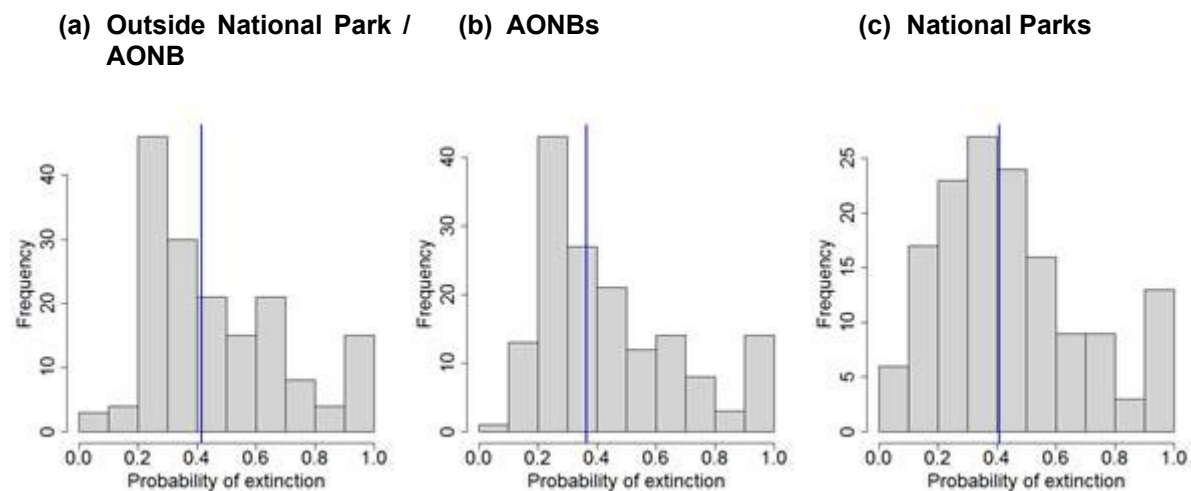 (a) Outside National Park /
AONB
(b) AONBs
(c) National Parks
Frequency
0 10 20 30 40
0.0 0.2 0.4 0.6 0.8 1.0
Probability of extinction
Frequency
0 10 20 30 40
0.0 0.2 0.4 0.6 0.8 1.0
Probability of extinction
Frequency
0 5 10 15 20 25
0.0 0.2 0.4 0.6 0.8 1.0
Probability of extinction